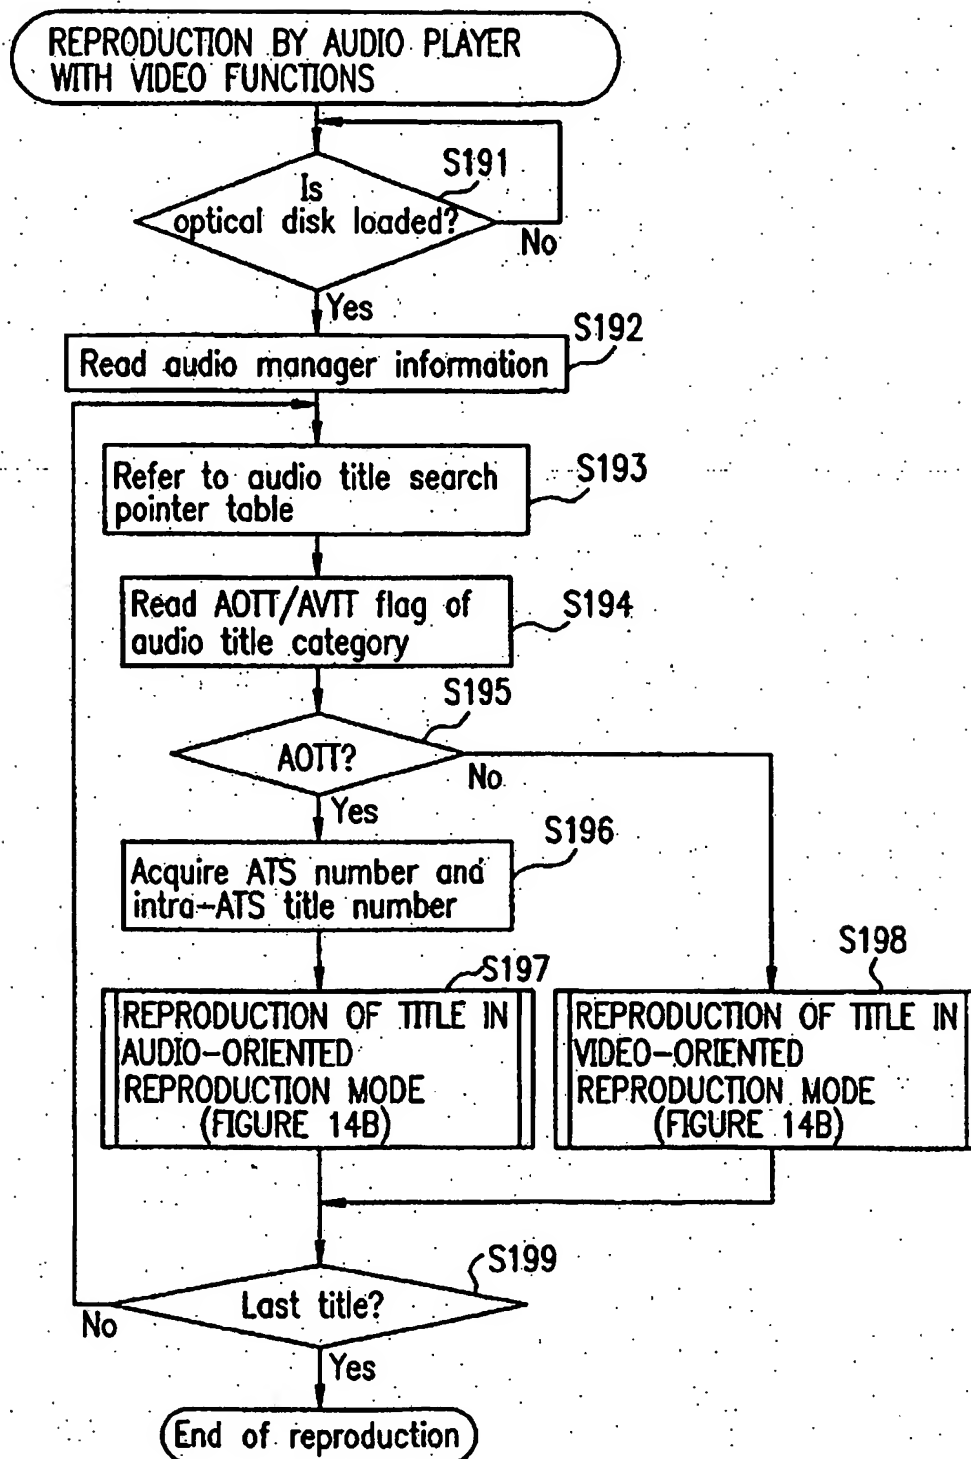 REPRODUCTION BY AUDIO PLAYER
WITH VIDEO FUNCTIONS
S191
Is
optical disk loaded?
No
Yes
S192
Read audio manager information
S193
Refer to audio title search
pointer table
S194
Read AOTT/AVTT flag of
audio title category
S195
AOTT?
No
Yes
S196
Acquire ATS number and
intra-ATS title number
S197
REPRODUCTION OF TITLE IN
AUDIO-ORIENTED
REPRODUCTION MODE
(FIGURE 14B)
S198
REPRODUCTION OF TITLE IN
VIDEO-ORIENTED
REPRODUCTION MODE
(FIGURE 14B)
S199
Last title?
No
Yes
End of reproduction